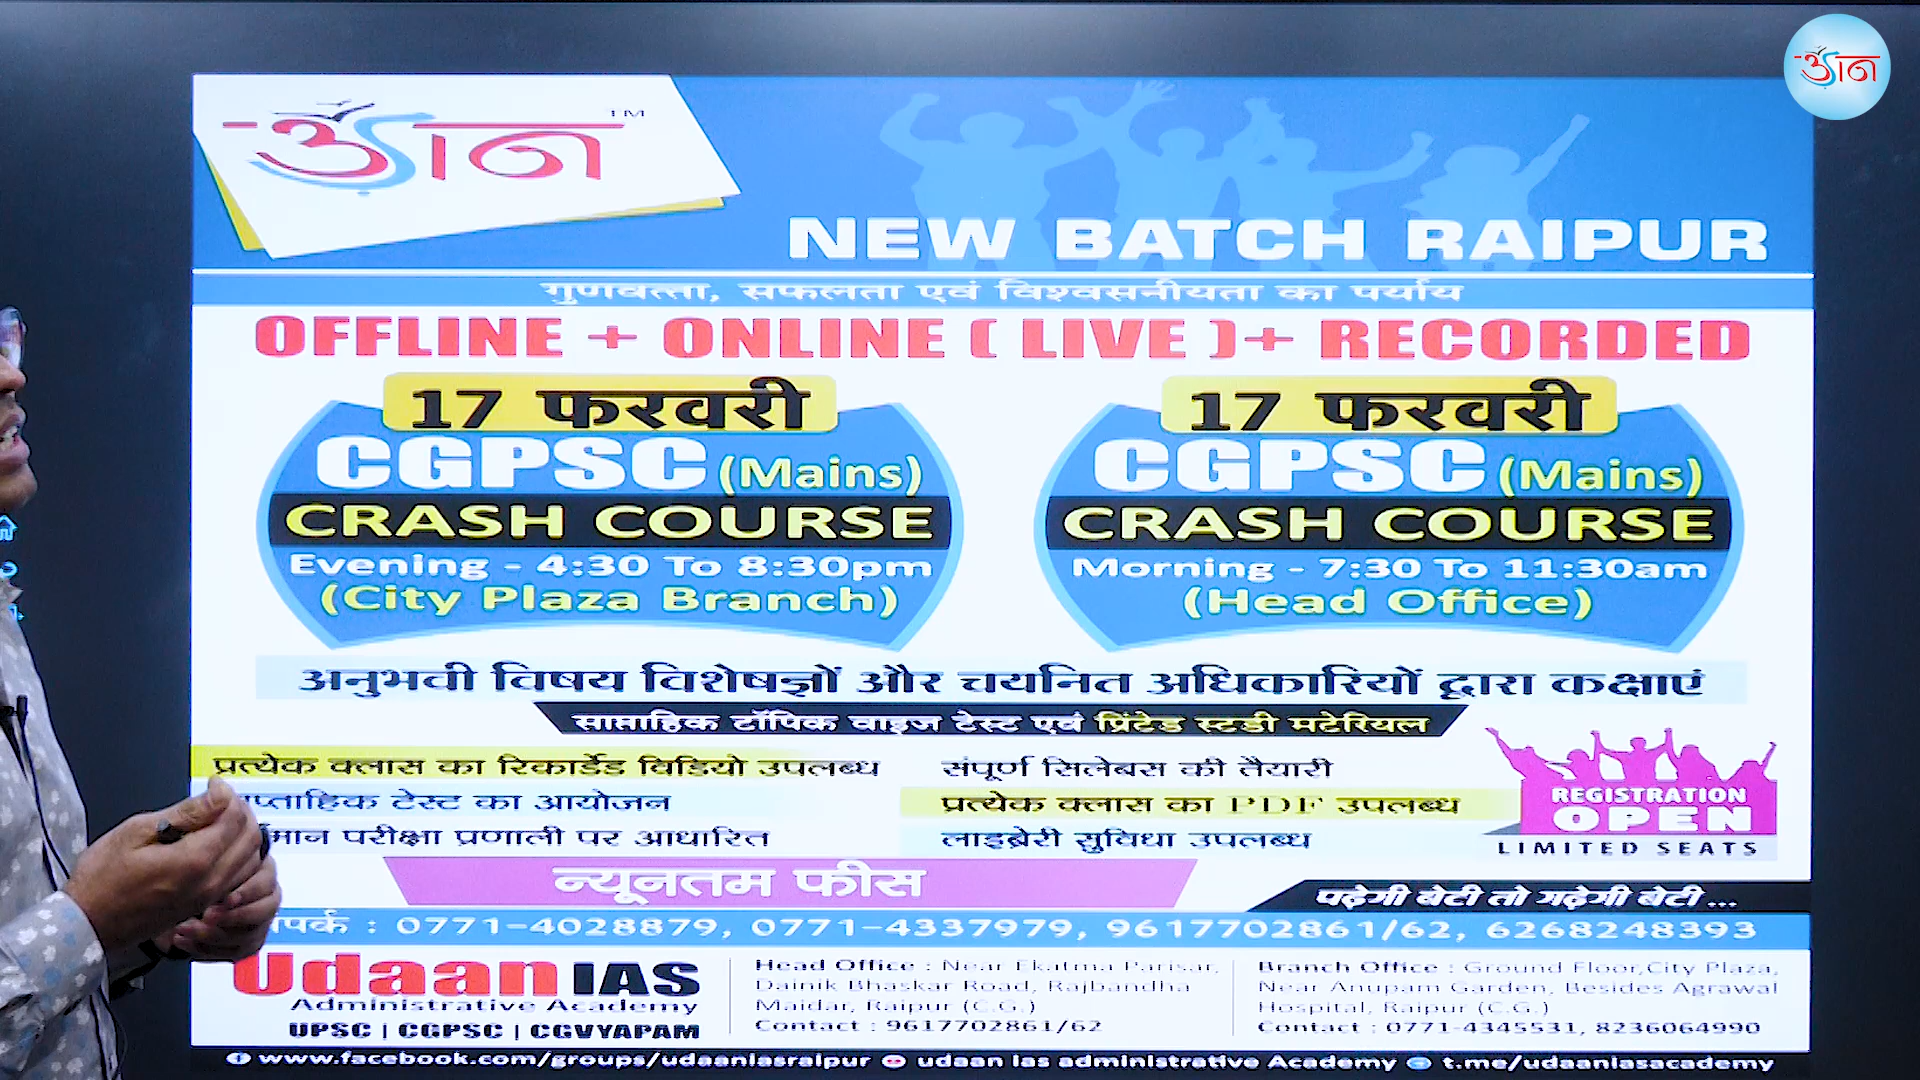 उड़ान
उड़ान TM
NEW BATCH RAIPUR
गुणवत्ता, सफलता एवं विश्वसनीयता का पर्याय
OFFLINE + ONLINE ( LIVE )+ RECORDED
17 फरवरी
CGPSC (Mains)
CRASH COURSE
Evening - 4:30 To 8:30pm
(City Plaza Branch)
17 फरवरी
CGPSC (Mains)
CRASH COURSE
Morning - 7:30 To 11:30am
(Head Office)
अनुभवी विषय विशेषज्ञों और चयनित अधिकारियों द्वारा कक्षाएं
साप्ताहिक टॉपिक वाइज टेस्ट एवं प्रिंटेड स्टडी मटेरियल
प्रत्येक क्लास का रिकार्डेड विडियो उपलब्ध
टेस्ट का आयोजन
परीक्षा प्रणाली पर आधारित
संपूर्ण सिलेबस की तैयारी
प्रत्येक क्लास का PDF उपलब्ध
लाइब्रेरी सुविधा उपलब्ध
REGISTRATION
OPEN
LIMITED SEATS
न्यूनतम फीस
पढ़ेगी बेटी तो गढ़ेगी बेटी ...
: 0771-4028879, 0771-4337979, 9617702861/62, 6268248393
Udaan IAS
Administrative Academy
UPSC | CGPSC | CGVYAPAM
Head Office : Near Ekatma Parisar,
Dainik Bhaskar Road, Rajbandha
Maidar, Raipur (C.G.)
Contact : 9617702861/62
Branch Office : Ground Floor,City Plaza,
Near Anupam Garden, Besides Agrawal
Hospital, Raipur (C.G.)
Contact : 0771-4345531, 8236064990
www.facebook.com/groups/udaaniasraipur udaan ias administrative Academy t.me/udaaniasacademy